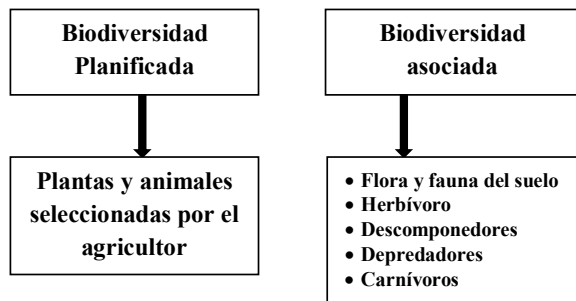 Biodiversidad
Planificada
Biodiversidad
asociada
Plantas y animales
seleccionadas por el
agricultor
• Flora y fauna del suelo
• Herbívoro
• Descomponedores
• Depredadores
• Carnívoros